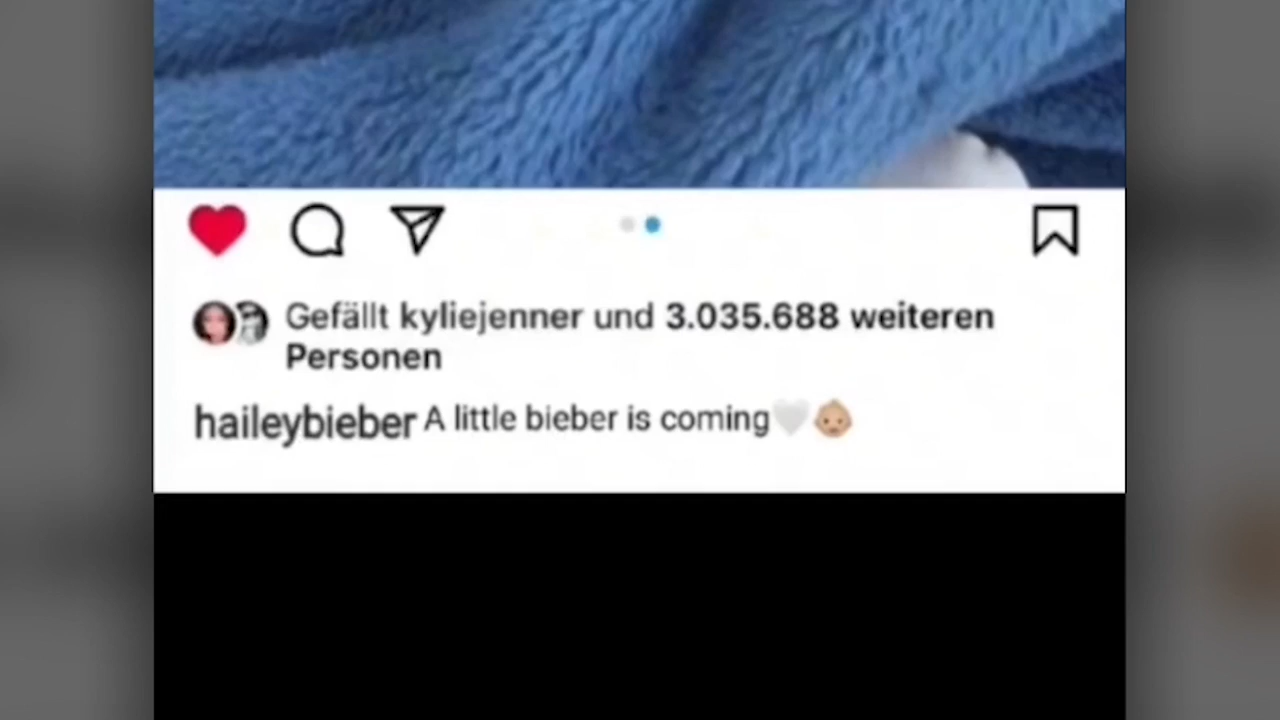 Gefällt kyliejenner und 3.035.688 weiteren
Personen
haileybieber A little bieber is coming🤍👶🏼